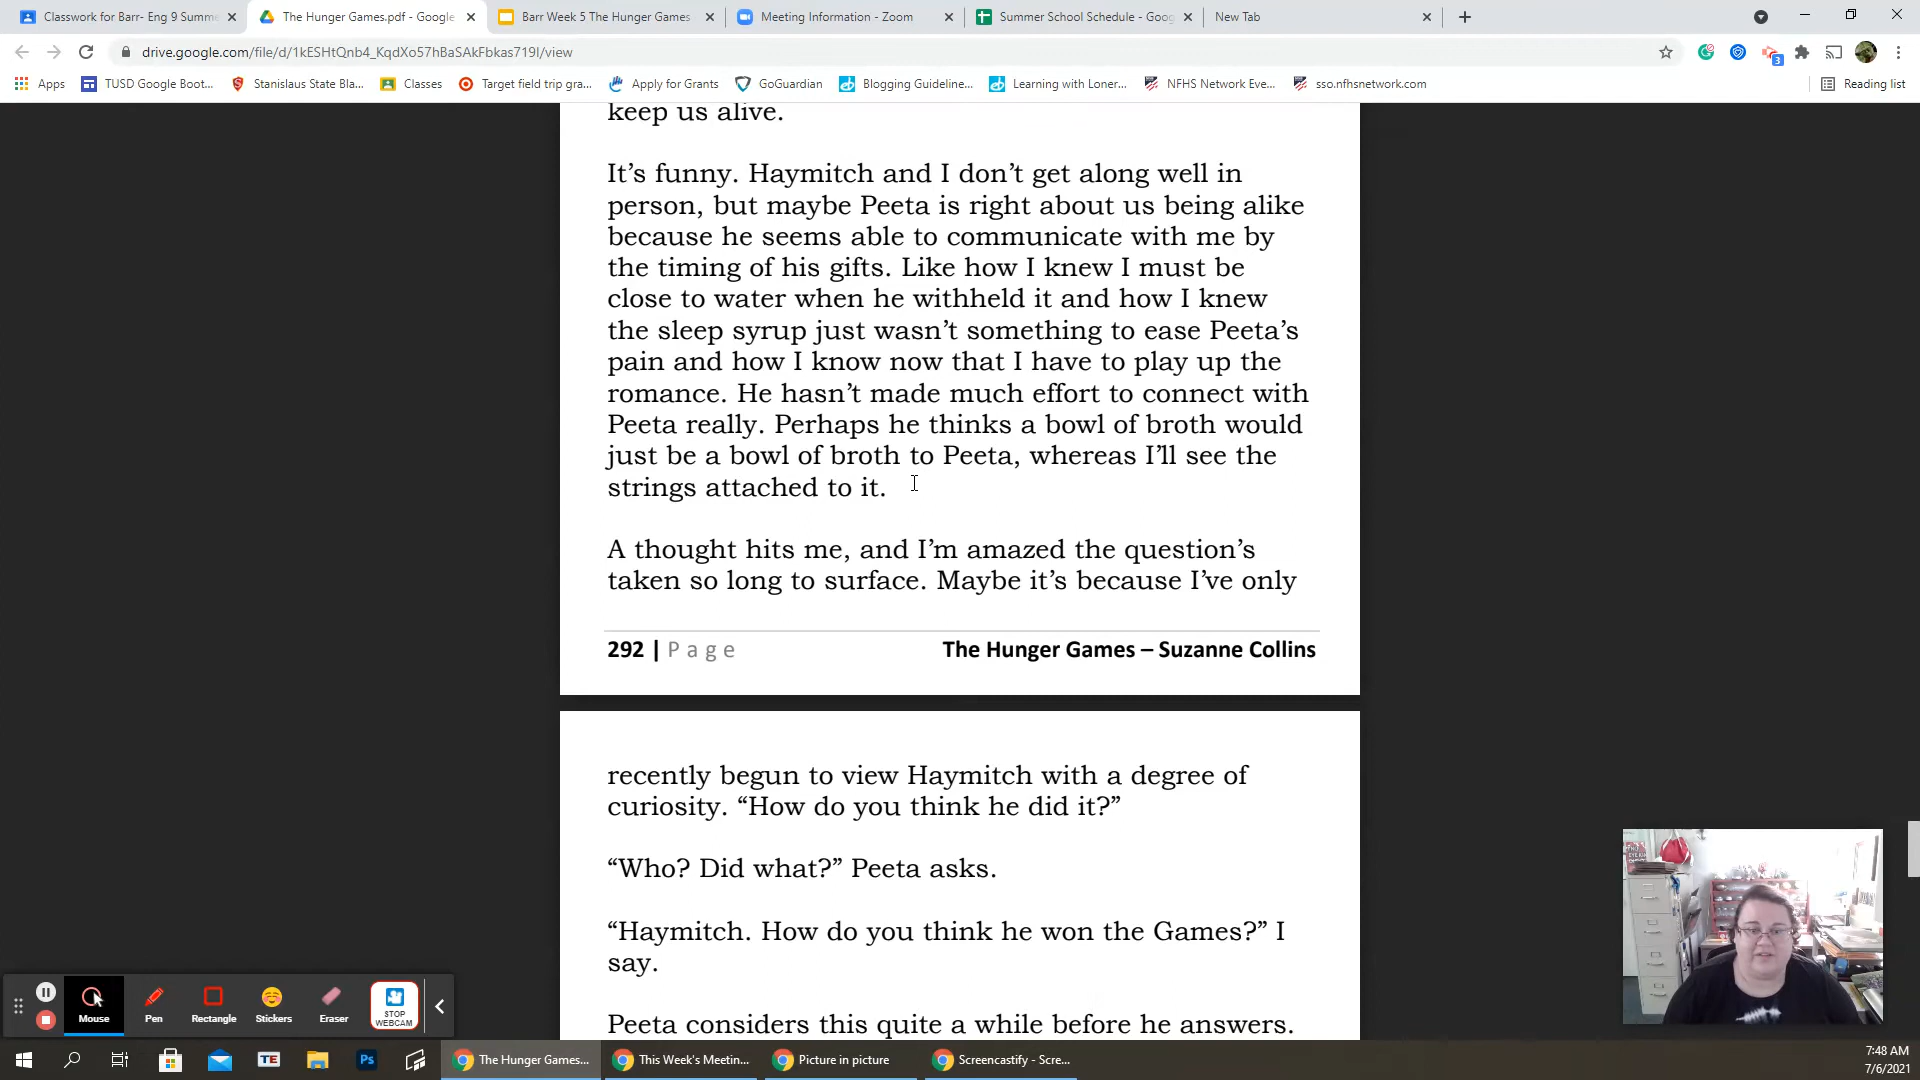 Classwork for Barr- Eng 9 Summe
The Hunger Games.pdf - Google
Barr Week 5 The Hunger Games
Meeting Information - Zoom
Summer School Schedule - Goog
New Tab
drive.google.com/file/d/1kESHtQnb4_KqdXo57hBaSAkFbkas719I/view
3
Apps
TUSD Google Boot...
Stanislaus State Bla...
Classes
Target field trip gra...
Apply for Grants
GoGuardian
Blogging Guideline...
Learning with Loner...
NFHS Network Eve...
sso.nfhsnetwork.com
Reading list
keep us alive.
It’s funny. Haymitch and I don’t get along well in
person, but maybe Peeta is right about us being alike
because he seems able to communicate with me by
the timing of his gifts. Like how I knew I must be
close to water when he withheld it and how I knew
the sleep syrup just wasn’t something to ease Peeta’s
pain and how I know now that I have to play up the
romance. He hasn’t made much effort to connect with
Peeta really. Perhaps he thinks a bowl of broth would
just be a bowl of broth to Peeta, whereas I’ll see the
strings attached to it.
A thought hits me, and I’m amazed the question’s
taken so long to surface. Maybe it’s because I’ve only
292 | P a g e
The Hunger Games – Suzanne Collins
recently begun to view Haymitch with a degree of
curiosity. “How do you think he did it?”
“Who? Did what?” Peeta asks.
“Haymitch. How do you think he won the Games?” I
say.
Peeta considers this quite a while before he answers.
Mouse
Pen
Rectangle
Stickers
Eraser
STOP
WEBCAM
TE
Ps
The Hunger Games...
This Week's Meetin...
Picture in picture
Screencastify - Scre...
7:48 AM
7/6/2021